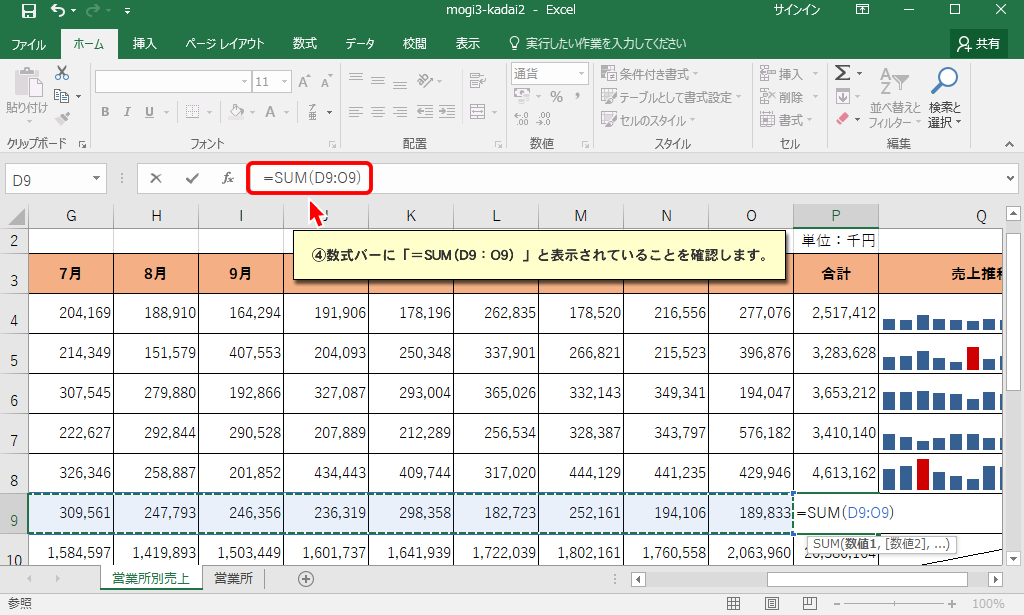 mogi3-kadai2 - Excel
サインイン
ファイル ホーム 挿入 ページ レイアウト 数式 データ 校閲 表示 実行したい作業を入力してください 共有
貼り付け
クリップボード
11
B I U A
フォント
配置
通貨
% ,
数値
条件付き書式
テーブルとして書式設定
セルのスタイル
スタイル
挿入
削除
書式
セル
Σ
並べ替えと
フィルター
検索と
選択
編集
D9 fx =SUM(D9:O9)
G H I J K L M N O P Q
2 単位：千円
④数式バーに「＝SUM(D9：O9) 」と表示されていることを確認します。
3 7月 8月 9月 合計 売上推移
4 204,169 188,910 164,294 191,906 178,196 262,835 178,520 216,556 277,076 2,517,412
5 214,349 151,579 407,553 204,093 250,348 337,901 266,821 215,523 396,876 3,283,628
6 307,545 279,880 192,866 327,087 293,004 365,026 332,143 349,341 194,047 3,653,212
7 222,627 292,844 290,528 207,889 212,289 256,534 328,387 343,797 576,182 3,410,140
8 326,346 258,887 201,852 434,443 409,744 317,020 444,129 441,235 429,946 4,613,162
9 309,561 247,793 246,356 236,319 298,358 182,723 252,161 194,106 189,833 =SUM(D9:O9)
SUM(数値1, [数値2], ...)
10 1,584,597 1,419,893 1,503,449 1,601,737 1,641,939 1,722,039 1,802,161 1,760,558 2,063,960
営業所別売上 営業所
参照 100%